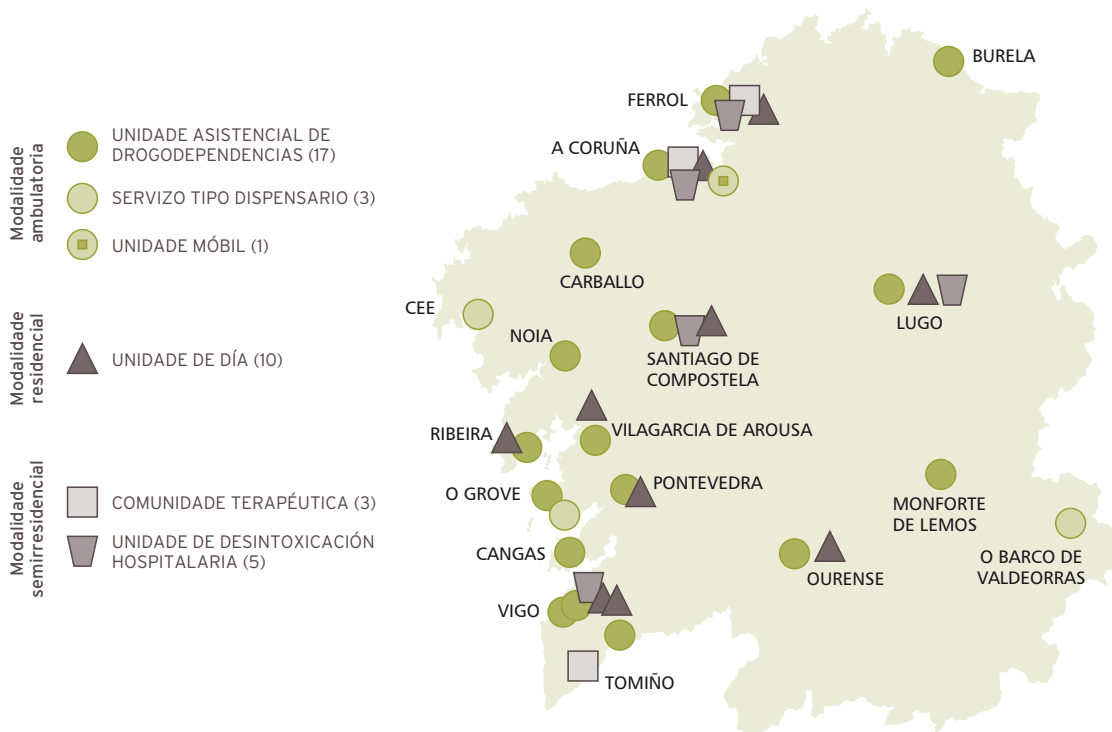 Modalidade
ambulatoria
UNIDADE ASISTENCIAL DE
DROGODEPENDENCIAS (17)
SERVIZO TIPO DISPENSARIO (3)
UNIDADE MÓBIL (1)
Modalidade
residencial
UNIDADE DE DÍA (10)
Modalidade
semirresidencial
COMUNIDADE TERAPÉUTICA (3)
UNIDADE DE DESINTOXICACIÓN
HOSPITALARIA (5)
BURELA
FERROL
A CORUÑA
CARBALLO
CEE
LUGO
NOIA
SANTIAGO DE
COMPOSTELA
RIBEIRA
VILAGARCIA DE AROUSA
O GROVE
PONTEVEDRA
MONFORTE
DE LEMOS
CANGAS
O BARCO DE
VALDEORRAS
OURENSE
VIGO
TOMIÑO